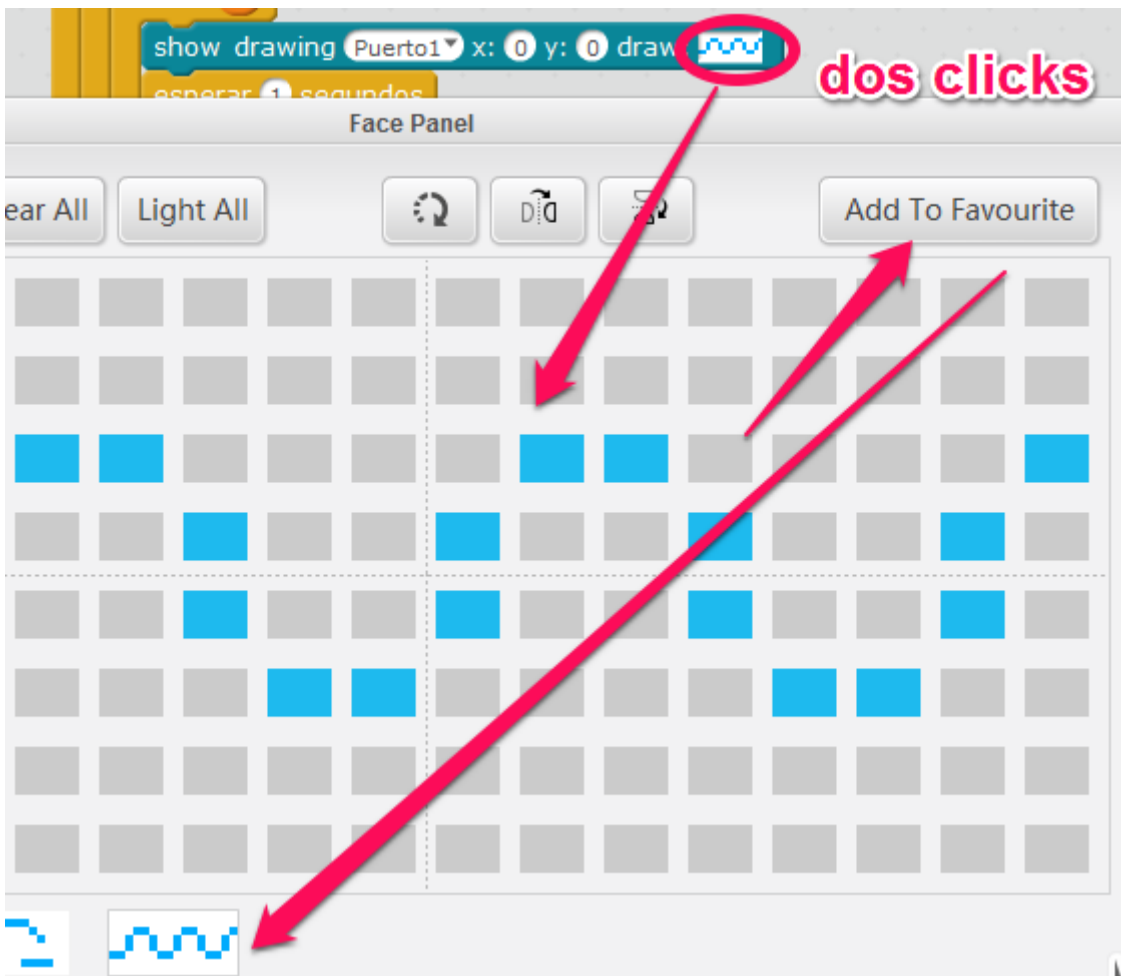 show drawing Puerto1 x: 0 y: 0 draw:
dos clicks
esperar 1 segundos
Face Panel
ear All
Light All
Add To Favourite